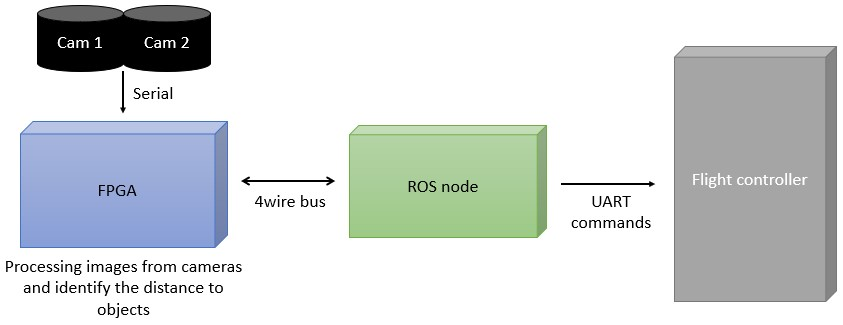 Cam 1
Cam 2
Serial
FPGA
4wire bus
ROS node
UART
commands
Flight controller
Processing images from cameras
and identify the distance to
objects